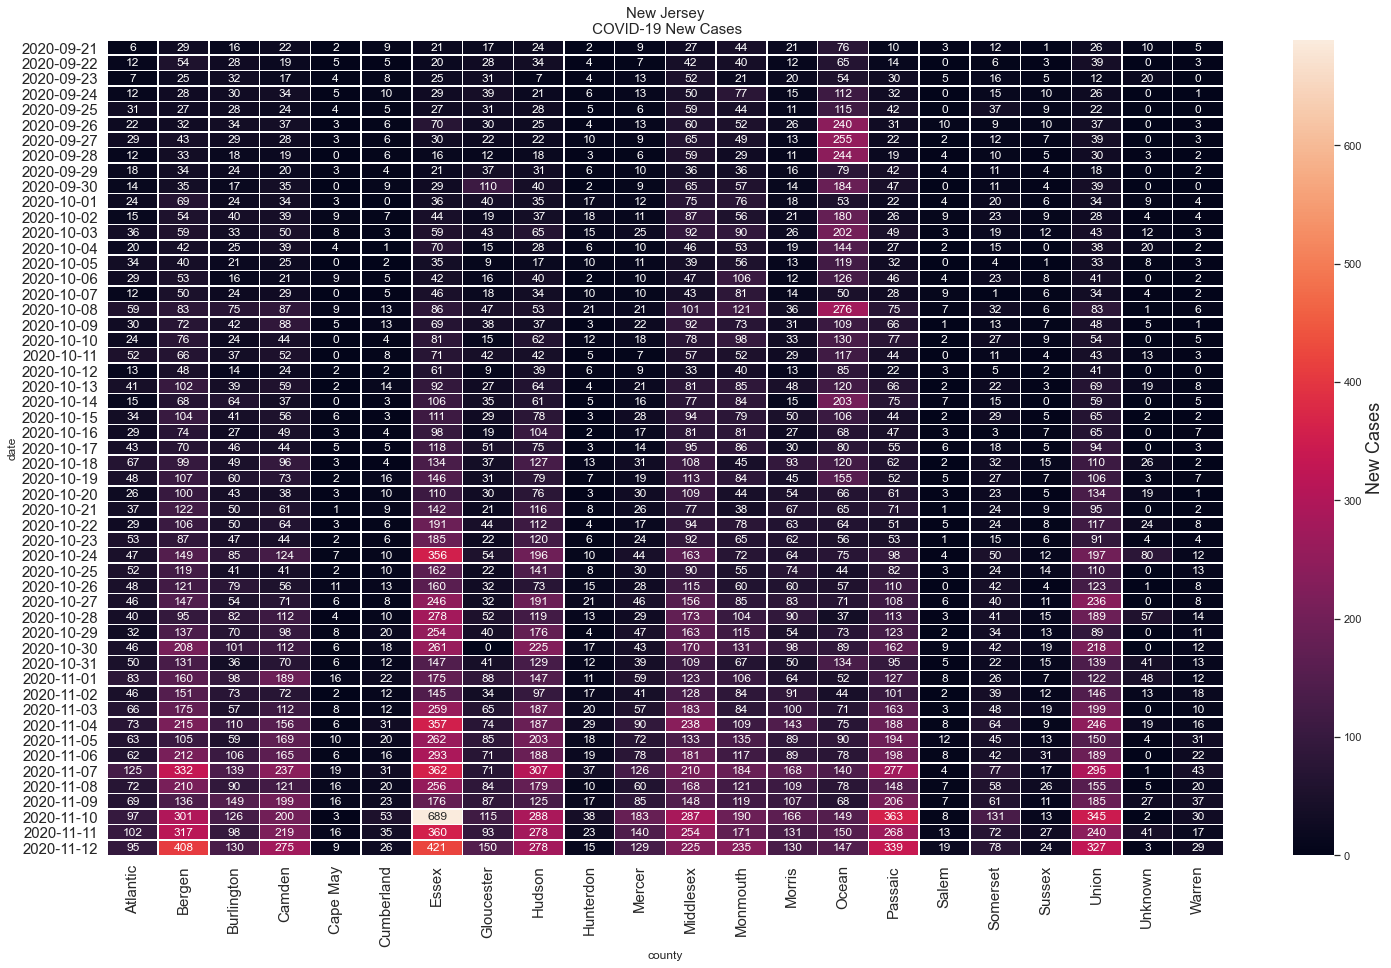 New Jersey
COVID-19 New Cases
2020-09-21 6 29 16 22 2 9 21 17 24 2 9 27 44 21 76 10 3 12 1 26 10 5
2020-09-22 12 54 28 19 5 5 20 28 34 4 7 42 40 12 65 14 0 6 3 39 0 3
2020-09-23 7 25 32 17 4 8 25 31 7 4 13 52 21 20 54 30 5 16 5 12 20 0
2020-09-24 12 28 30 34 5 10 29 39 21 6 13 50 77 15 112 32 0 15 10 26 0 1
2020-09-25 31 27 28 24 4 5 27 31 28 5 6 59 44 11 115 42 0 37 9 22 0 0
2020-09-26 22 32 34 37 3 6 70 30 25 4 13 60 52 26 240 31 10 9 10 37 0 3
2020-09-27 29 43 29 28 3 6 30 22 22 10 9 65 49 13 255 22 2 12 7 39 0 3
2020-09-28 12 33 18 19 0 6 16 12 18 3 6 59 29 11 244 19 4 10 5 30 3 2
2020-09-29 18 34 24 20 3 4 21 37 31 6 10 36 36 16 79 42 4 11 4 18 0 2
2020-09-30 14 35 17 35 0 9 29 110 40 2 9 65 57 14 184 47 0 11 4 39 0 0
2020-10-01 24 69 24 34 3 0 36 40 35 17 12 75 76 18 53 22 4 20 6 34 9 4
2020-10-02 15 54 40 39 9 7 44 19 37 18 11 87 56 21 180 26 9 23 9 28 4 4
2020-10-03 36 59 33 50 8 3 59 43 65 15 25 92 90 26 202 49 3 19 12 43 12 3
2020-10-04 20 42 25 39 4 1 70 15 28 6 10 46 53 19 144 27 2 15 0 38 20 2
2020-10-05 34 40 21 25 0 2 35 9 17 10 11 39 56 13 119 32 0 4 1 33 8 3
2020-10-06 29 53 16 21 9 5 42 16 40 2 10 47 106 12 126 46 4 23 8 41 0 2
2020-10-07 12 50 24 29 0 5 46 18 34 10 10 43 81 14 50 28 9 1 6 34 4 2
2020-10-08 59 83 75 87 9 13 86 47 53 21 21 101 121 36 276 75 7 32 6 83 1 6
2020-10-09 30 72 42 88 5 13 69 38 37 3 22 92 73 31 109 66 1 13 7 48 5 1
2020-10-10 24 76 24 44 0 4 81 15 62 12 18 78 98 33 130 77 2 27 9 54 0 5
2020-10-11 52 66 37 52 0 8 71 42 42 5 7 57 52 29 117 44 0 11 4 43 13 3
2020-10-12 13 48 14 24 2 2 61 9 39 6 9 33 40 13 85 22 3 5 2 41 0 0
2020-10-13 41 102 39 59 2 14 92 27 64 4 21 81 85 48 120 66 2 22 3 69 19 8
2020-10-14 15 68 64 37 0 3 106 35 61 5 16 77 84 15 203 75 7 15 0 59 0 5
2020-10-15 34 104 41 56 6 3 111 29 78 3 28 94 79 50 106 44 2 29 5 65 2 2
2020-10-16 29 74 27 49 3 4 98 19 104 2 17 81 81 27 68 47 3 3 7 65 0 7
2020-10-17 43 70 46 44 5 5 118 51 75 3 14 95 86 30 80 55 6 18 5 94 0 3
2020-10-18 67 99 49 96 3 4 134 37 127 13 31 108 45 93 120 62 2 32 15 110 26 2
2020-10-19 48 107 60 73 2 16 146 31 79 7 19 113 84 45 155 52 5 27 7 106 3 7
2020-10-20 26 100 43 38 3 10 110 30 76 3 30 109 44 54 66 61 3 23 5 134 19 1
2020-10-21 37 122 50 61 1 9 142 21 116 8 26 77 38 67 65 71 1 24 9 95 0 2
2020-10-22 29 106 50 64 3 6 191 44 112 4 17 94 78 63 64 51 5 24 8 117 24 8
2020-10-23 53 87 47 44 2 6 185 22 120 6 24 92 65 62 56 53 1 15 6 91 4 4
2020-10-24 47 149 85 124 7 10 356 54 196 10 44 163 72 64 75 98 4 50 12 197 80 12
2020-10-25 52 119 41 41 2 10 162 22 141 8 30 90 55 74 44 82 3 24 14 110 0 13
2020-10-26 48 121 79 56 11 13 160 32 73 15 28 115 60 60 57 110 0 42 4 123 1 8
2020-10-27 46 147 54 71 6 8 246 32 191 21 46 156 85 83 71 108 6 40 11 236 0 8
2020-10-28 40 95 82 112 4 10 278 52 119 13 29 173 104 90 37 113 3 41 15 189 57 14
2020-10-29 32 137 70 98 8 20 254 40 176 4 47 163 115 54 73 123 2 34 13 89 0 11
2020-10-30 46 208 101 112 6 18 261 0 225 17 43 170 131 98 89 162 9 42 19 218 0 12
2020-10-31 50 131 36 70 6 12 147 41 129 12 39 109 67 50 134 95 5 22 15 139 41 13
2020-11-01 83 160 98 189 16 22 175 88 147 11 59 123 106 64 52 127 8 26 7 122 48 12
2020-11-02 46 151 73 72 2 12 145 34 97 17 41 128 84 91 44 101 2 39 12 146 13 18
2020-11-03 66 175 57 112 8 12 259 65 187 20 57 183 84 100 71 163 3 48 19 199 0 10
2020-11-04 73 215 110 156 6 31 357 74 187 29 90 238 109 143 75 188 8 64 9 246 19 16
2020-11-05 63 105 59 169 10 20 262 85 203 18 72 133 135 89 90 194 12 45 13 150 4 31
2020-11-06 62 212 106 165 6 16 293 71 188 19 78 181 117 89 78 198 8 42 31 189 0 22
2020-11-07 125 332 139 237 19 31 362 71 307 37 126 210 184 168 140 277 4 77 17 295 1 43
2020-11-08 72 210 90 121 16 20 256 84 179 10 60 168 121 109 78 148 7 58 26 155 5 20
2020-11-09 69 136 149 199 16 23 176 87 125 17 85 148 119 107 68 206 7 61 11 185 27 37
2020-11-10 97 301 126 200 3 53 689 115 288 38 183 287 190 166 149 363 8 131 13 345 2 30
2020-11-11 102 317 98 219 16 35 360 93 278 23 140 254 171 131 150 268 13 72 27 240 41 17
2020-11-12 95 408 130 275 9 26 421 150 278 15 129 225 235 130 147 339 19 78 24 327 3 29
date
Atlantic Bergen Burlington Camden Cape May Cumberland Essex Gloucester Hudson Hunterdon Mercer Middlesex Monmouth Morris Ocean Passaic Salem Somerset Sussex Union Unknown Warren
county
600
500
400
300
200
100
0
New Cases